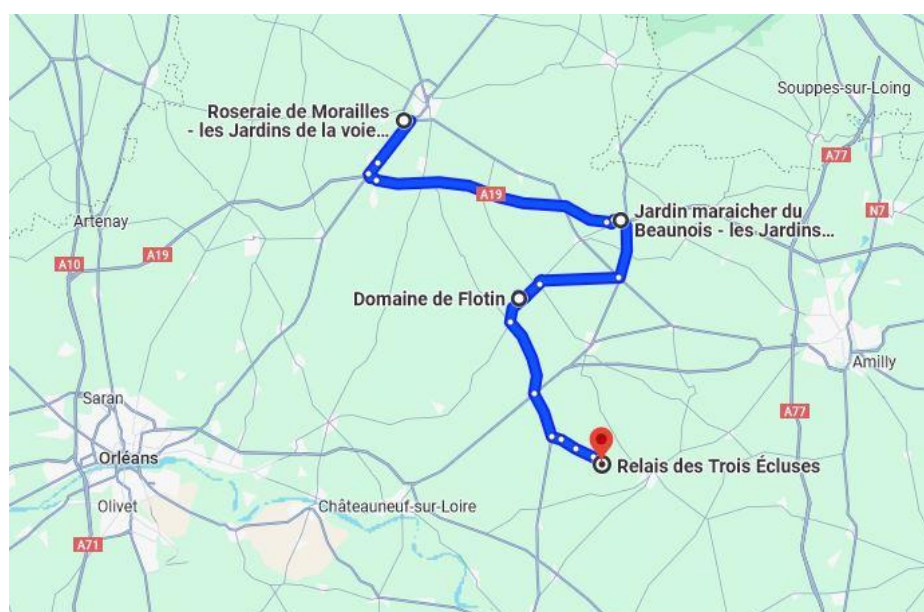 Souppes-sur-Loing
Roseraie de Morailles
- les Jardins de la voie…
A77
A19
Jardin maraicher du
Beaunois - les Jardins…
N7
Artenay
A19
A10
Domaine de Flotin
Amilly
Saran
A77
Orléans
Relais des Trois Écluses
Olivet
Châteauneuf-sur-Loire
A71